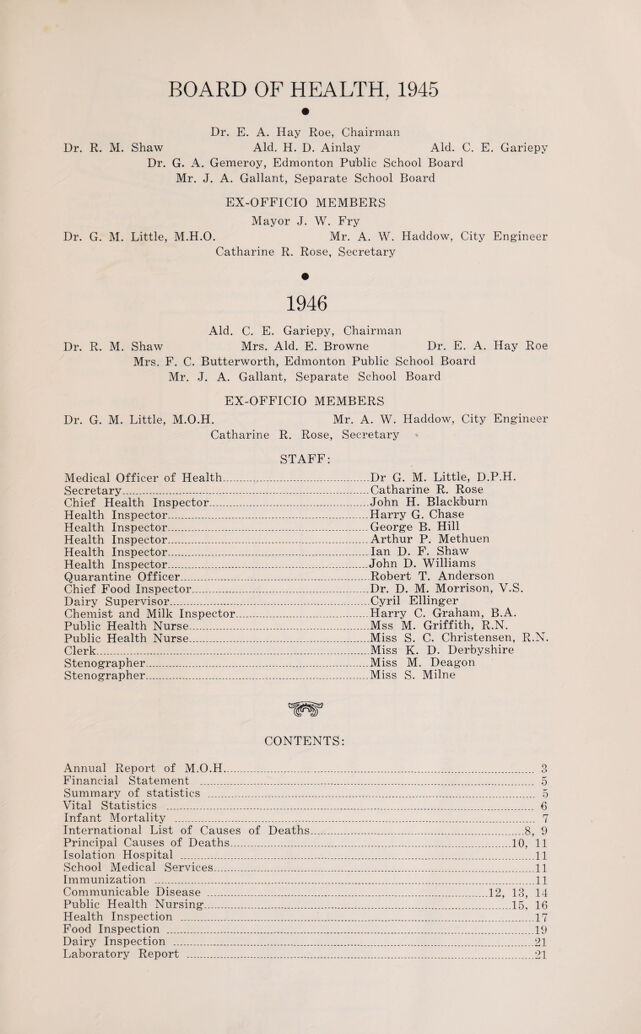 BOARD OF HEALTH, 1945
Dr. E. A. Hay Roe, Chairman
Dr. R. M. Shaw Ald. H. D. Ainlay Ald. C. E. Gariepy
Dr. G. A. Gemeroy, Edmonton Public School Board
Mr. J. A. Gallant, Separate School Board
EX-OFFICIO MEMBERS
Mayor J. W. Fry
Dr. G. M. Little, M.H.O. Mr. A. W. Haddow, City Engineer
Catharine R. Rose, Secretary
1946
Ald. C. E. Gariepy, Chairman
Dr. R. M. Shaw Mrs. Ald. E. Browne Dr. E. A. Hay Roe
Mrs. F. C. Butterworth, Edmonton Public School Board
Mr. J. A. Gallant, Separate School Board
EX-OFFICIO MEMBERS
Dr. G. M. Little, M.O.H. Mr. A. W. Haddow, City Engineer
Catharine R. Rose, Secretary
STAFF:
Medical Officer of Health Dr G. M. Little, D.P.H.
Secretary Catharine R. Rose
Chief Health Inspector John H. Blackburn
Health Inspector Harry G. Chase
Health Inspector George B. Hill
Health Inspector Arthur P. Methuen
Health Inspector Ian D. F. Shaw
Health Inspector John D. Williams
Quarantine Officer Robert T. Anderson
Chief Food Inspector Dr. D. M. Morrison, V.S.
Dairy Supervisor Cyril Ellinger
Chemist and Milk Inspector Harry C. Graham, B.A.
Public Health Nurse Mss M. Griffith, R.N.
Public Health Nurse Miss S. C. Christensen, R.N.
Clerk Miss K. D. Derbyshire
Stenographer Miss M. Deagon
Stenographer Miss S. Milne
CONTENTS:
Annual Report of M.O.H. 3
Financial Statement 5
Summary of statistics 5
Vital Statistics 6
Infant Mortality 7
International List of Causes of Deaths 8, 9
Principal Causes of Deaths 10, 11
Isolation Hospital 11
School Medical Services 11
Immunization 11
Communicable Disease 12, 13, 14
Public Health Nursing 15, 16
Health Inspection 17
Food Inspection 19
Dairy Inspection 21
Laboratory Report 21